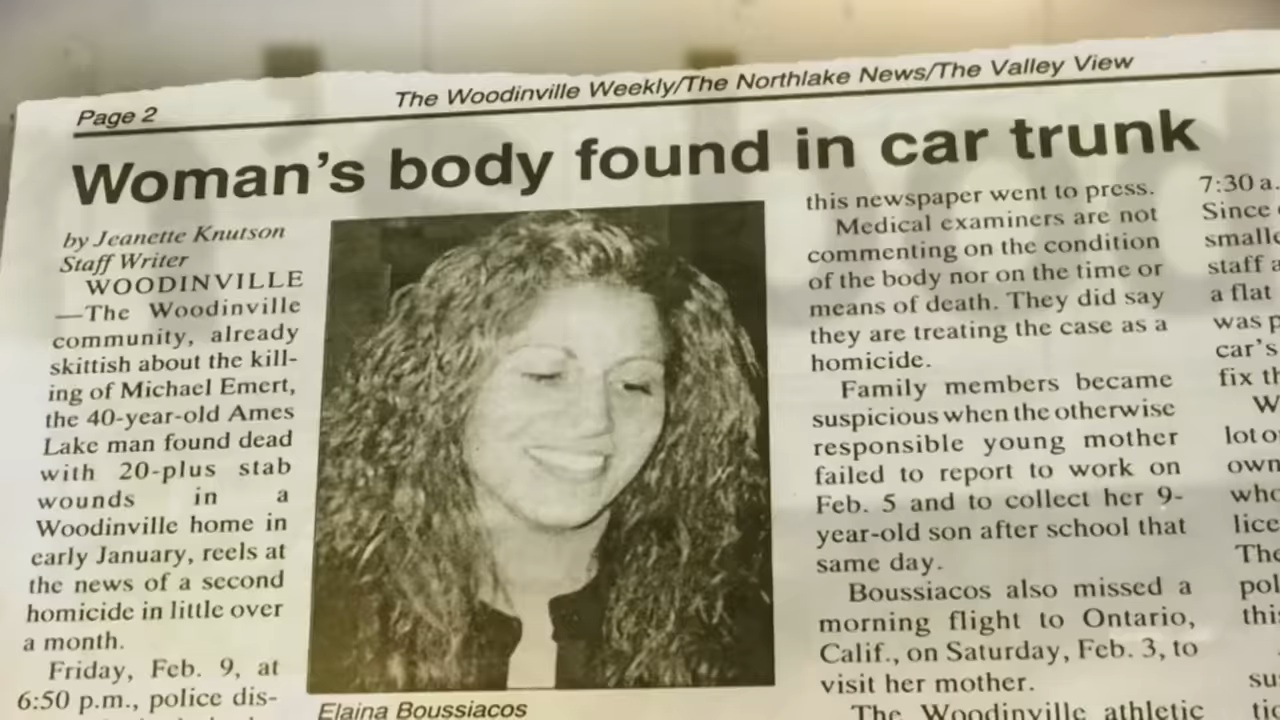 Page 2
The Woodinville Weekly/The Northlake News/The Valley View
Woman's body found in car trunk
by Jeanette Knutson
Staff Writer
WOODINVILLE
—The Woodinville
community, already
skittish about the kill-
ing of Michael Emert,
the 40-year-old Ames
Lake man found dead
with 20-plus stab
wounds in a
Woodinville home in
early January, reels at
the news of a second
homicide in little over
a month.
Friday, Feb. 9, at
6:50 p.m., police dis-
Elaina Boussiacos
this newspaper went to press.
Medical examiners are not
commenting on the condition
of the body nor on the time or
means of death. They did say
they are treating the case as a
homicide.
Family members became
suspicious when the otherwise
responsible young mother
failed to report to work on
Feb. 5 and to collect her 9-
year-old son after school that
same day.
Boussiacos also missed a
morning flight to Ontario,
Calif., on Saturday, Feb. 3, to
visit her mother.
The Woodinville athletic
7:30 a.
Since
staff a
a flat
was p
car's
fix th
W
lot o
own
lice